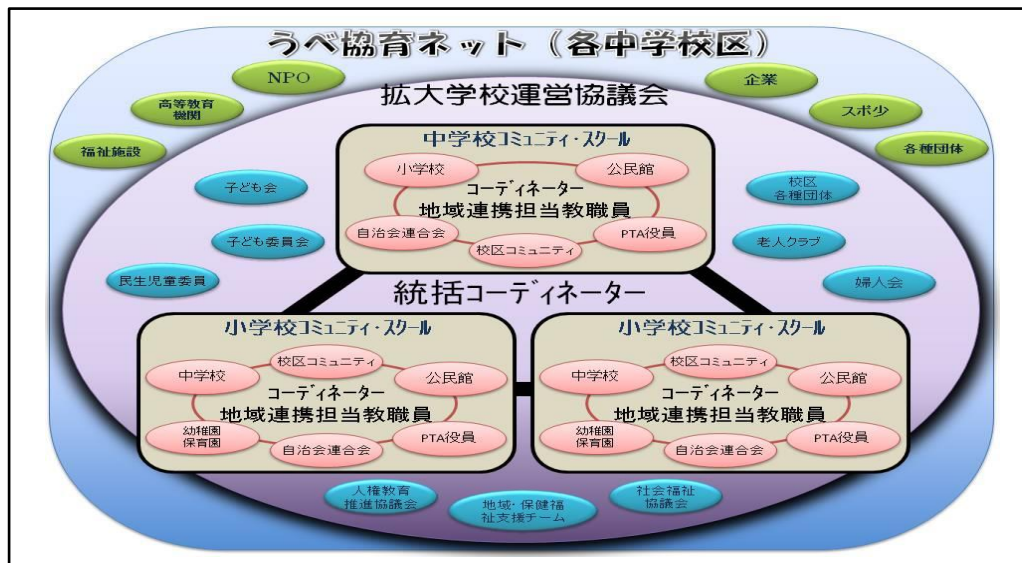 うべ協育ネット（各中学校区）
NPO
企業
高等教育
機関
スポ少
福祉施設
各種団体
拡大学校運営協議会
中学校コミュニティ・スクール
小学校
公民館
コーディネーター
地域連携担当教職員
自治会連合会
校区コミュニティ
PTA役員
子ども会
子ども委員会
民生児童委員
校区
各種団体
老人クラブ
婦人会
統括コーディネーター
小学校コミュニティ・スクール
校区コミュニティ
中学校
公民館
コーディネーター
地域連携担当教職員
幼稚園
保育園
自治会連合会
PTA役員
小学校コミュニティ・スクール
校区コミュニティ
中学校
公民館
コーディネーター
地域連携担当教職員
幼稚園
保育園
自治会連合会
PTA役員
人権教育
推進協議会
地域・保健福
祉支援チーム
社会福祉
協議会